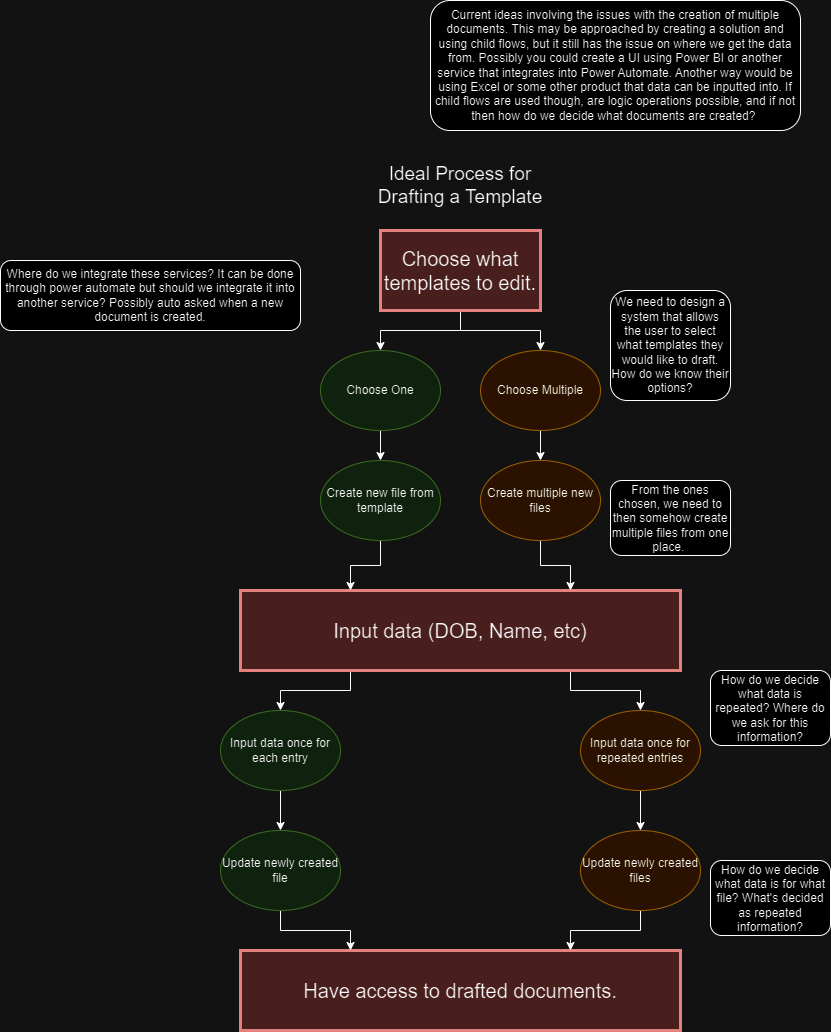 Current ideas involving the issues with the creation of multiple
documents. This may be approached by creating a solution and
using child flows, but it still has the issue on where we get the data
from. Possibly you could create a UI using Power BI or another
service that integrates into Power Automate. Another way would be
using Excel or some other product that data can be inputted into. If
child flows are used though, are logic operations possible, and if not
then how do we decide what documents are created?
Ideal Process for
Drafting a Template
Choose what
templates to edit.
Where do we integrate these services? It can be done
through power automate but should we integrate it into
another service? Possibly auto asked when a new
document is created.
We need to design a
system that allows
the user to select
what templates they
would like to draft.
How do we know their
options?
Choose One
Choose Multiple
Create new file from
template
Create multiple new
files
From the ones
chosen, we need to
then somehow create
multiple files from one
place.
Input data (DOB, Name, etc)
How do we decide
what data is
repeated? Where do
we ask for this
information?
Input data once for
each entry
Input data once for
repeated entries
Update newly created
file
Update newly created
files
How do we decide
what data is for what
file? What's decided
as repeated
information?
Have access to drafted documents.